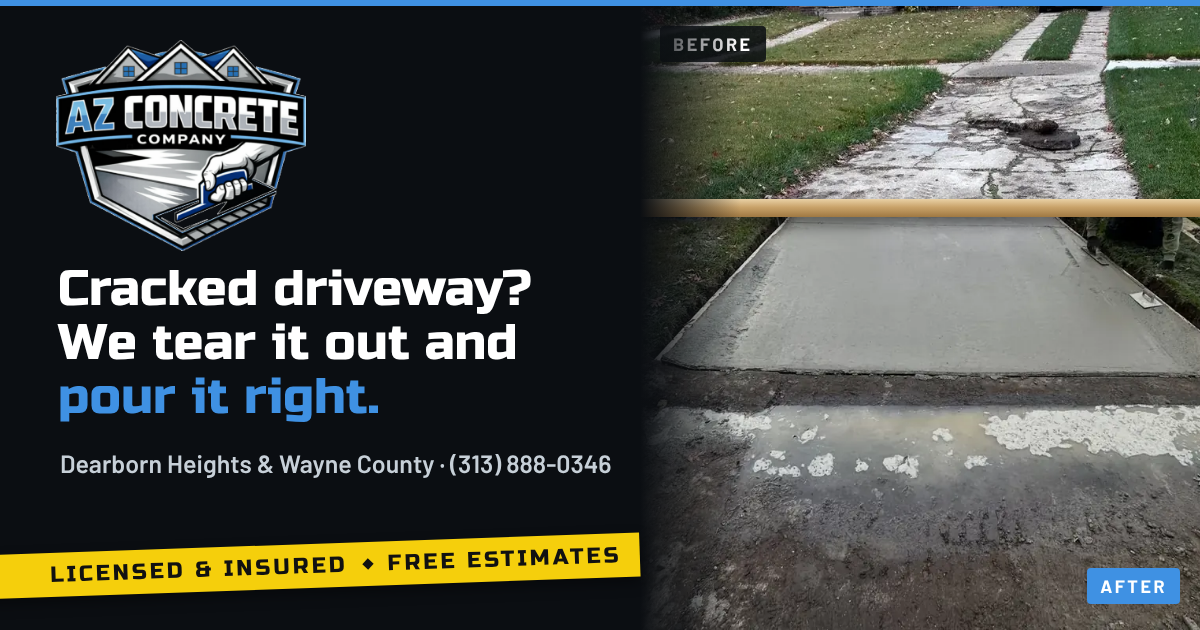 AZ CONCRETE
COMPANY
Cracked driveway?
We tear it out and
pour it right.
Dearborn Heights & Wayne County · (313) 888-0346
LICENSED & INSURED ◆ FREE ESTIMATES
BEFORE
AFTER